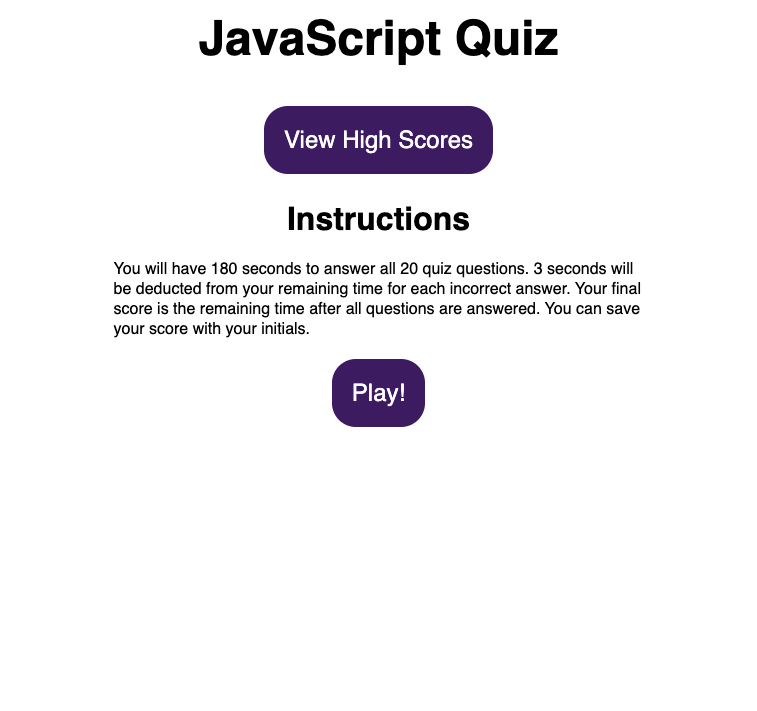 JavaScript Quiz
View High Scores
Instructions
You will have 180 seconds to answer all 20 quiz questions. 3 seconds will
be deducted from your remaining time for each incorrect answer. Your final
score is the remaining time after all questions are answered. You can save
your score with your initials.
Play!